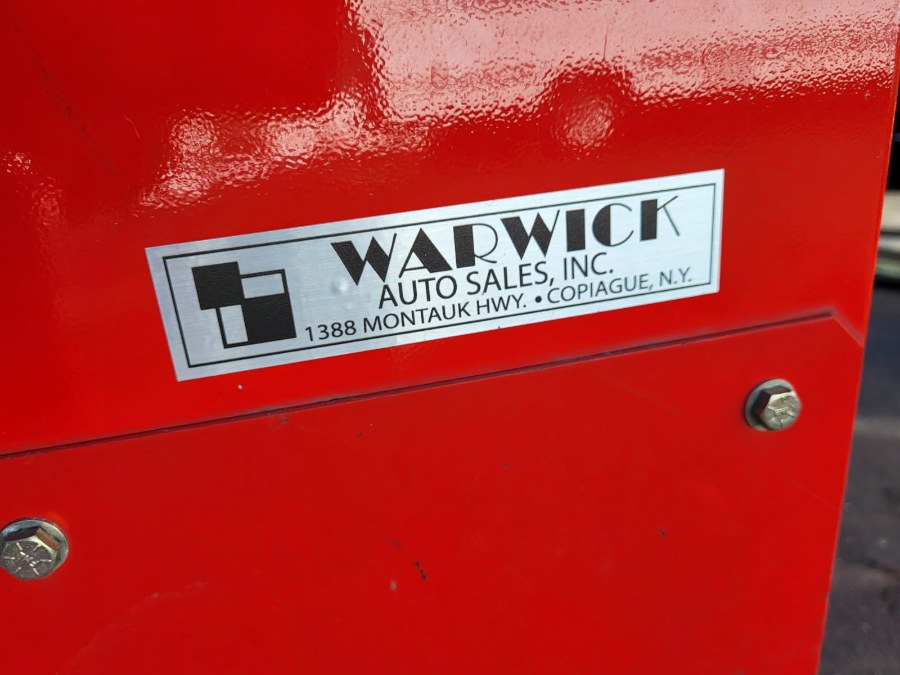 WARWICK
AUTO SALES, INC.
1388 MONTAUK HWY. • COPIAGUE, N.Y.